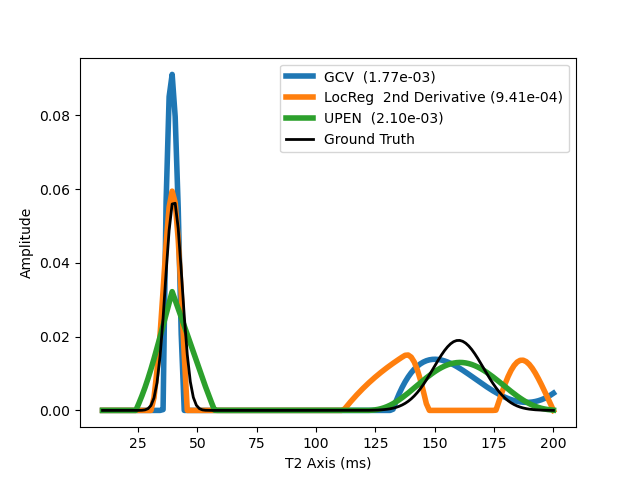 GCV  (1.77e-03)
LocReg  2nd Derivative (9.41e-04)
UPEN  (2.10e-03)
Ground Truth
0.08
0.06
0.04
0.02
0.00
Amplitude
25 50 75 100 125 150 175 200
T2 Axis (ms)